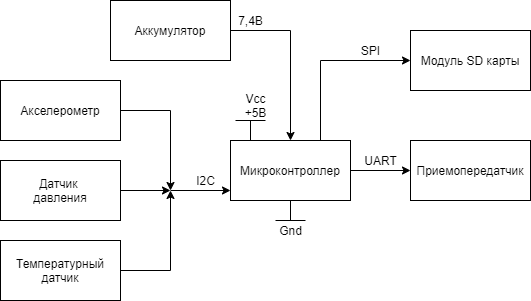 Аккумулятор
7,4В
SPI
Модуль SD карты
Акселерометр
Vcc
+5В
Датчик
давления
I2C
Микроконтроллер
UART
Приемопередатчик
Gnd
Температурный
датчик